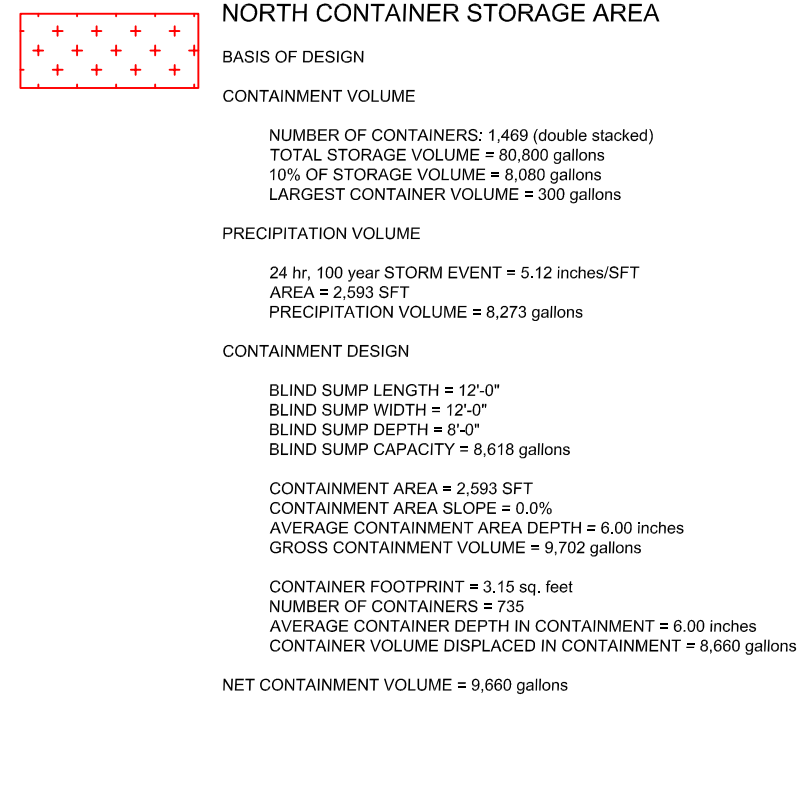 NORTH CONTAINER STORAGE AREA
BASIS OF DESIGN
CONTAINMENT VOLUME
NUMBER OF CONTAINERS: 1,469 (double stacked)
TOTAL STORAGE VOLUME = 80,800 gallons
10% OF STORAGE VOLUME = 8,080 gallons
LARGEST CONTAINER VOLUME = 300 gallons
PRECIPITATION VOLUME
24 hr, 100 year STORM EVENT = 5.12 inches/SFT
AREA = 2,593 SFT
PRECIPITATION VOLUME = 8,273 gallons
CONTAINMENT DESIGN
BLIND SUMP LENGTH = 12'-0"
BLIND SUMP WIDTH = 12'-0"
BLIND SUMP DEPTH = 8'-0"
BLIND SUMP CAPACITY = 8,618 gallons
CONTAINMENT AREA = 2,593 SFT
CONTAINMENT AREA SLOPE = 0.0%
AVERAGE CONTAINMENT AREA DEPTH = 6.00 inches
GROSS CONTAINMENT VOLUME = 9,702 gallons
CONTAINER FOOTPRINT = 3.15 sq. feet
NUMBER OF CONTAINERS = 735
AVERAGE CONTAINER DEPTH IN CONTAINMENT = 6.00 inches
CONTAINER VOLUME DISPLACED IN CONTAINMENT = 8,660 gallons
NET CONTAINMENT VOLUME = 9,660 gallons